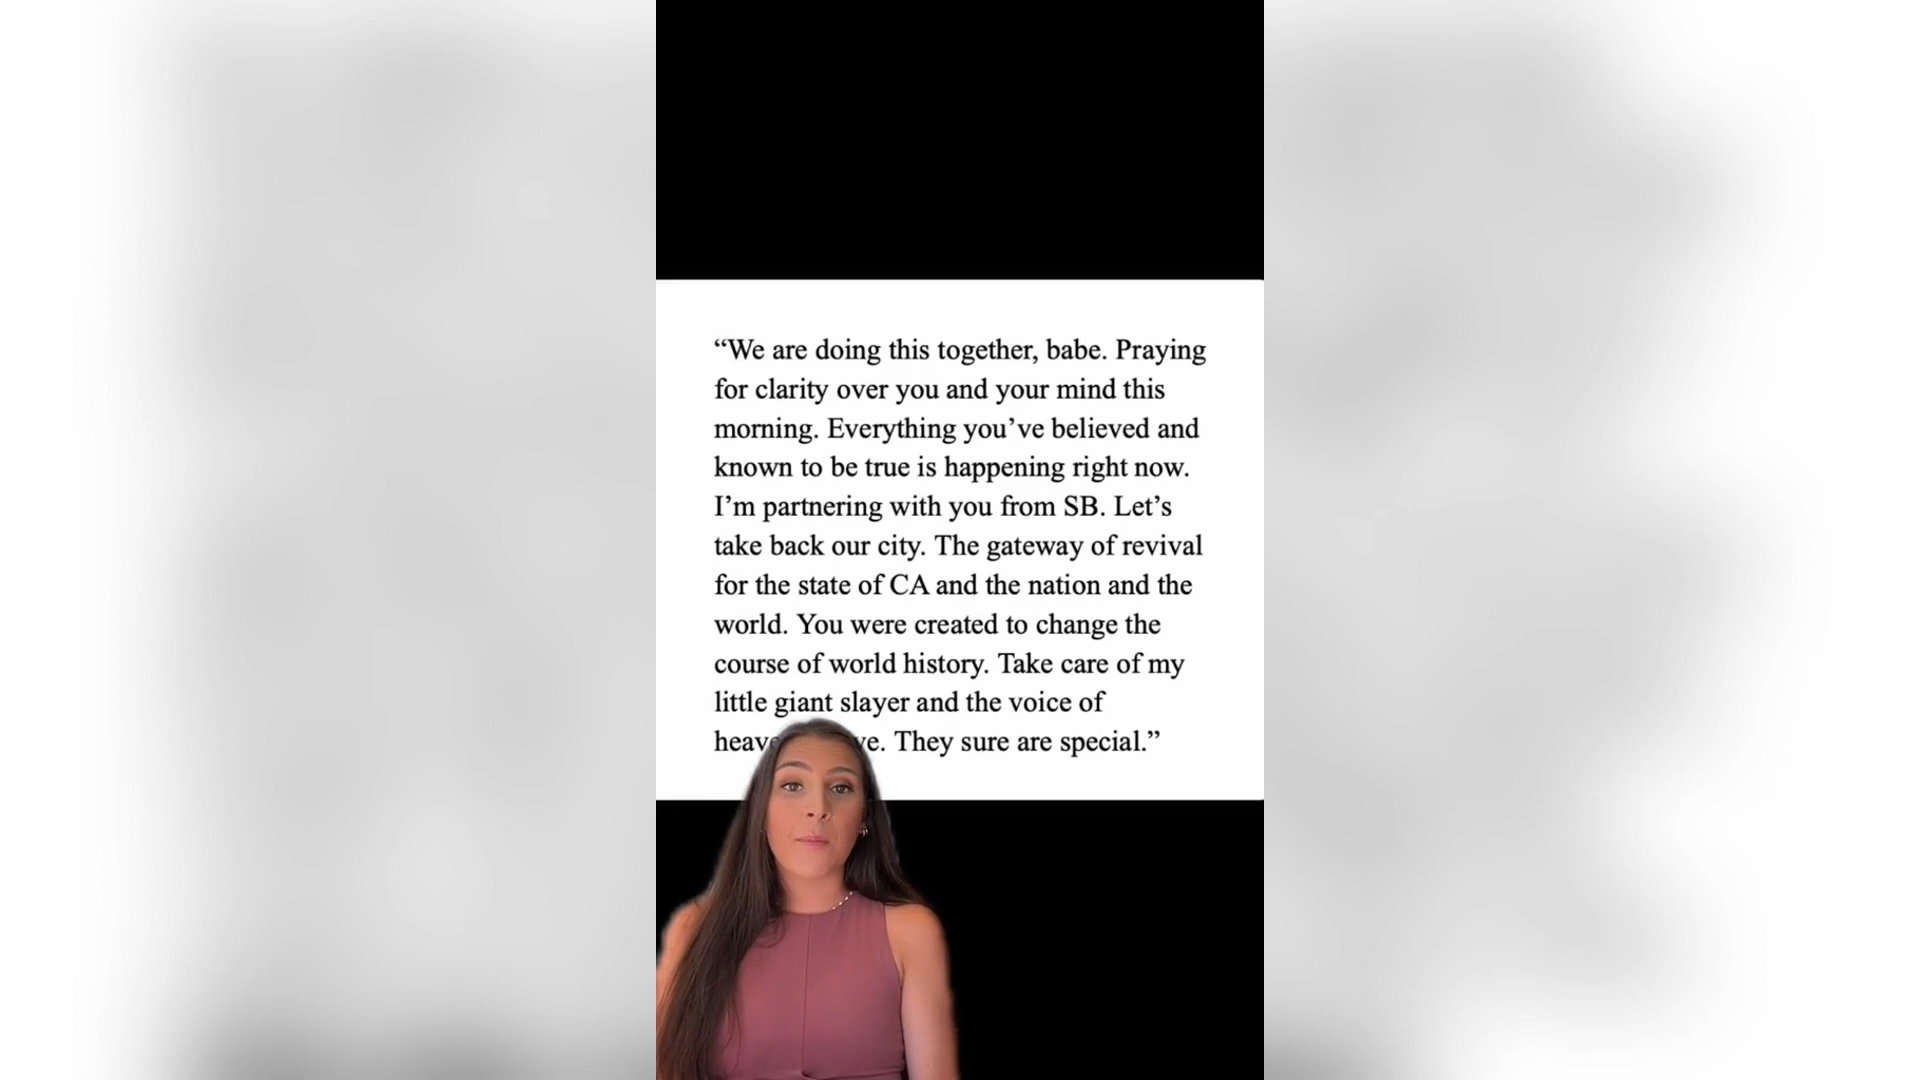 “We are doing this together, babe. Praying
for clarity over you and your mind this
morning. Everything you’ve believed and
known to be true is happening right now.
I’m partnering with you from SB. Let’s
take back our city. The gateway of revival
for the state of CA and the nation and the
world. You were created to change the
course of world history. Take care of my
little giant slayer and the voice of
They sure are special.”